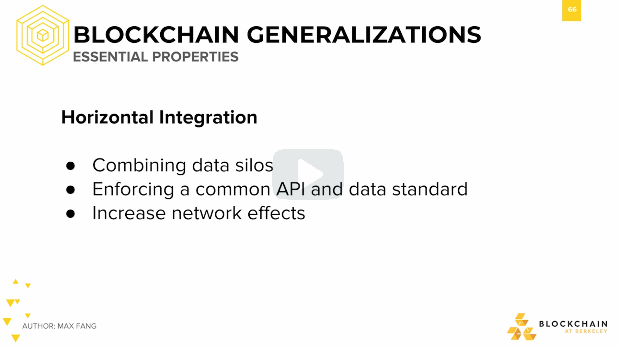 66
BLOCKCHAIN GENERALIZATIONS
ESSENTIAL PROPERTIES
Horizontal Integration
● Combining data silos
● Enforcing a common API and data standard
● Increase network effects
AUTHOR: MAX FANG
BLOCKCHAIN
AT BERKELEY